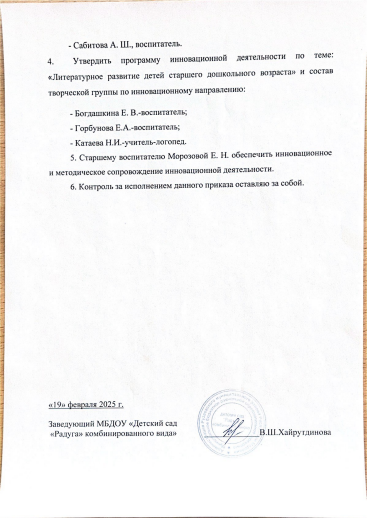 - Сабитова А. Ш., воспитатель.
4. Утвердить программу инновационной деятельности по теме:
«Литературное развитие детей старшего дошкольного возраста» и состав
творческой группы по инновационному направлению:
- Богдашкина Е. В.-воспитатель;
- Горбунова Е.А.-воспитатель;
- Катаева Н.И.-учитель-логопед.
5. Старшему воспитателю Морозовой Е. Н. обеспечить инновационное
и методическое сопровождение инновационной деятельности.
6. Контроль за исполнением данного приказа оставляю за собой.
«19» февраля 2025 г.
Заведующий МБДОУ «Детский сад
«Радуга» комбинированного вида» В.Ш.Хайрутдинова